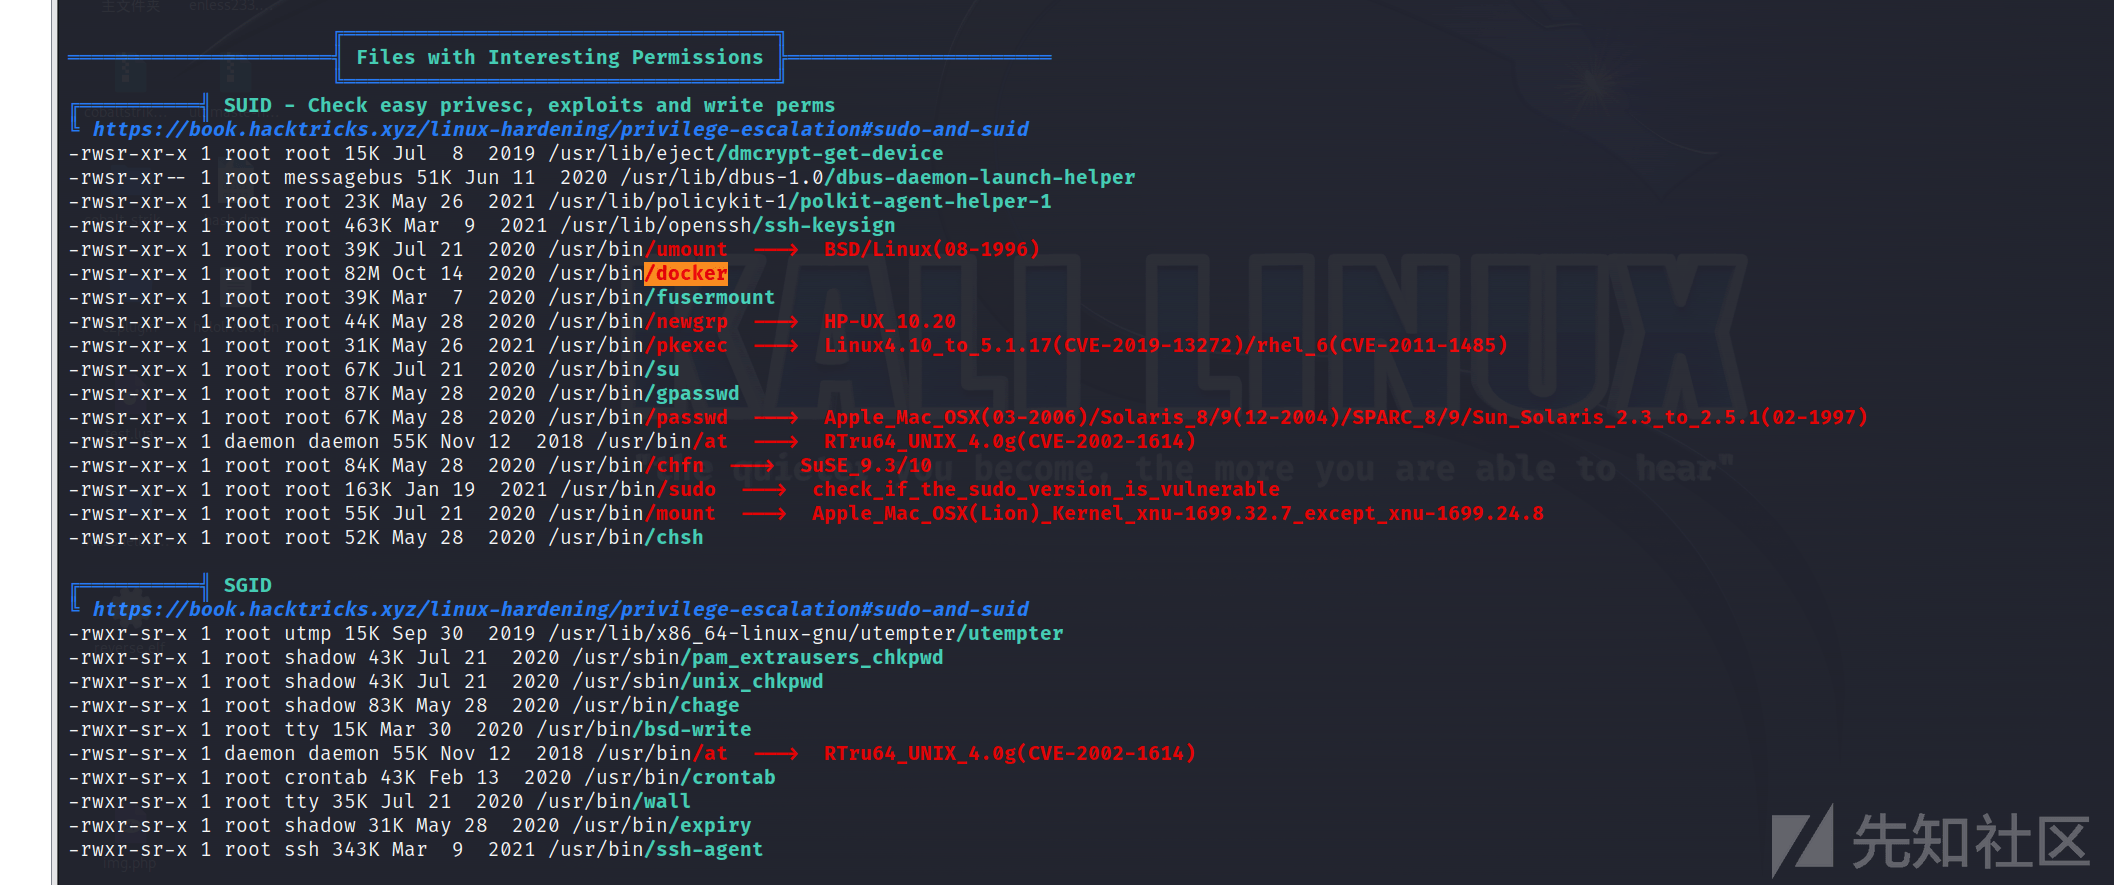 Files with Interesting Permissions
SUID - Check easy privesc, exploits and write perms
https://book.hacktricks.xyz/linux-hardening/privilege-escalation#sudo-and-suid
-rwsr-xr-x 1 root root 15K Jul  8  2019 /usr/lib/eject/dmcrypt-get-device
-rwsr-xr-- 1 root messagebus 51K Jun 11  2020 /usr/lib/dbus-1.0/dbus-daemon-launch-helper
-rwsr-xr-x 1 root root 23K May 26  2021 /usr/lib/policykit-1/polkit-agent-helper-1
-rwsr-xr-x 1 root root 463K Mar  9  2021 /usr/lib/openssh/ssh-keysign
-rwsr-xr-x 1 root root 39K Jul 21  2020 /usr/bin/umount  --->  BSD/Linux(08-1996)
-rwsr-xr-x 1 root root 82M Oct 14  2020 /usr/bin/docker
-rwsr-xr-x 1 root root 39K Mar  7  2020 /usr/bin/fusermount
-rwsr-xr-x 1 root root 44K May 28  2020 /usr/bin/newgrp  --->  HP-UX_10.20
-rwsr-xr-x 1 root root 31K May 26  2021 /usr/bin/pkexec  --->  Linux4.10_to_5.1.17(CVE-2019-13272)/rhel_6(CVE-2011-1485)
-rwsr-xr-x 1 root root 67K Jul 21  2020 /usr/bin/su
-rwsr-xr-x 1 root root 87K May 28  2020 /usr/bin/gpasswd
-rwsr-xr-x 1 root root 67K May 28  2020 /usr/bin/passwd  --->  Apple_Mac_OSX(03-2006)/Solaris_8/9(12-2004)/SPARC_8/9/Sun_Solaris_2.3_to_2.5.1(02-1997)
-rwsr-sr-x 1 daemon daemon 55K Nov 12  2018 /usr/bin/at  --->  RTru64_UNIX_4.0g(CVE-2002-1614)
-rwsr-xr-x 1 root root 84K May 28  2020 /usr/bin/chfn  --->  SuSE_9.3/10
-rwsr-xr-x 1 root root 163K Jan 19  2021 /usr/bin/sudo  --->  check_if_the_sudo_version_is_vulnerable
-rwsr-xr-x 1 root root 55K Jul 21  2020 /usr/bin/mount  --->  Apple_Mac_OSX(Lion)_Kernel_xnu-1699.32.7_except_xnu-1699.24.8
-rwsr-xr-x 1 root root 52K May 28  2020 /usr/bin/chsh
KALI LINUX
you become, the more you are able to hear"
SGID
https://book.hacktricks.xyz/linux-hardening/privilege-escalation#sudo-and-suid
-rwxr-sr-x 1 root utmp 15K Sep 30  2019 /usr/lib/x86_64-linux-gnu/utempter/utempter
-rwxr-sr-x 1 root shadow 43K Jul 21  2020 /usr/sbin/pam_extrausers_chkpwd
-rwxr-sr-x 1 root shadow 43K Jul 21  2020 /usr/sbin/unix_chkpwd
-rwxr-sr-x 1 root shadow 83K May 28  2020 /usr/bin/chage
-rwxr-sr-x 1 root tty 15K Mar 30  2020 /usr/bin/bsd-write
-rwsr-sr-x 1 daemon daemon 55K Nov 12  2018 /usr/bin/at  --->  RTru64_UNIX_4.0g(CVE-2002-1614)
-rwxr-sr-x 1 root crontab 43K Feb 13  2020 /usr/bin/crontab
-rwxr-sr-x 1 root tty 35K Jul 21  2020 /usr/bin/wall
-rwxr-sr-x 1 root shadow 31K May 28  2020 /usr/bin/expiry
-rwxr-sr-x 1 root ssh 343K Mar  9  2021 /usr/bin/ssh-agent
先知社区